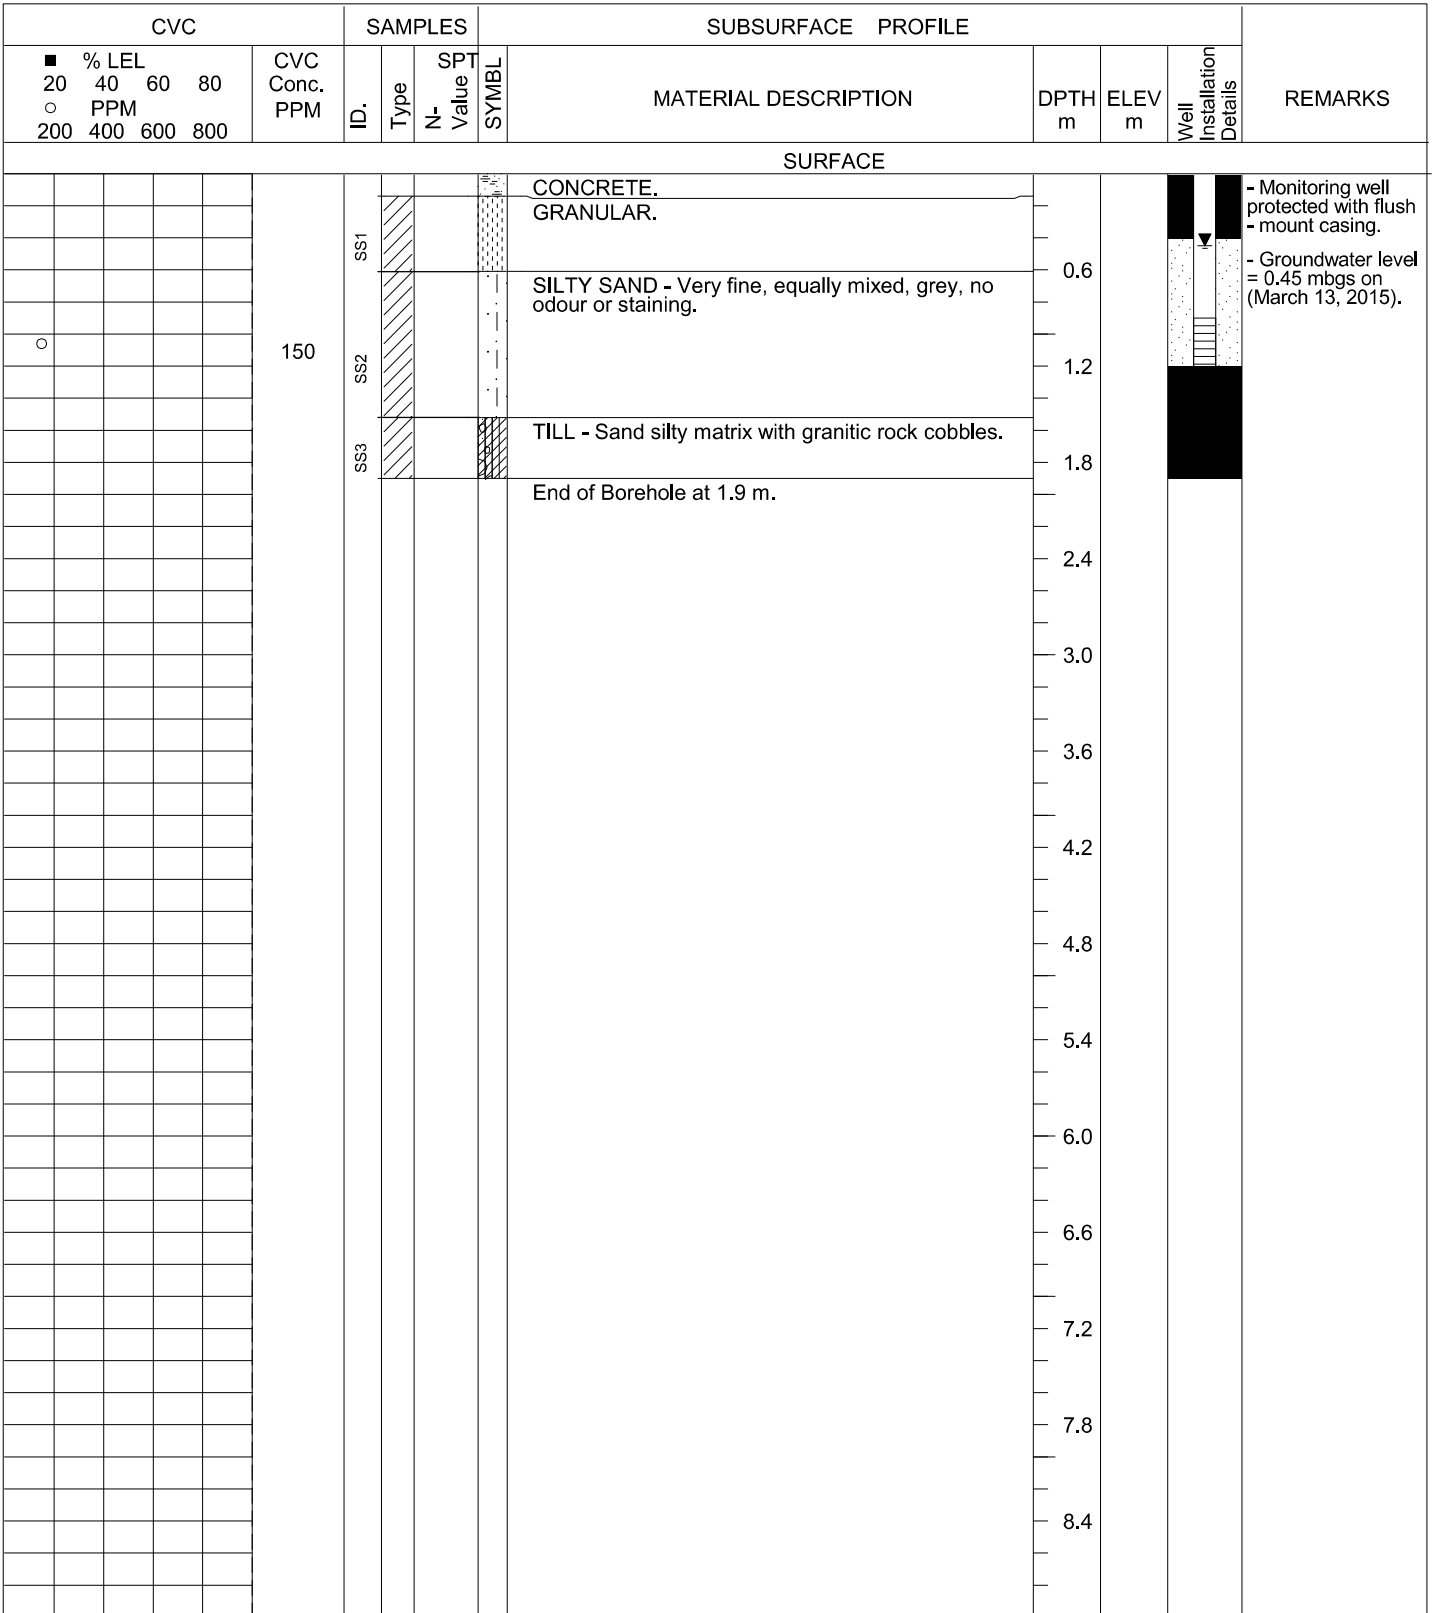 CVC SAMPLES SUBSURFACE PROFILE
■ % LEL
20 40 60 80
○ PPM
200 400 600 800
CVC
Conc.
PPM
ID.
Type
SPT
N-
Value
SYMBL
MATERIAL DESCRIPTION
DPTH
m
ELEV
m
Well
Installation
Details
REMARKS
SURFACE
CONCRETE.
GRANULAR.
SS1
0.6
SILTY SAND - Very fine, equally mixed, grey, no
odour or staining.
150
SS2
1.2
TILL - Sand silty matrix with granitic rock cobbles.
SS3
1.8
End of Borehole at 1.9 m.
- Monitoring well
protected with flush
- mount casing.
- Groundwater level
= 0.45 mbgs on
(March 13, 2015).
2.4
3.0
3.6
4.2
4.8
5.4
6.0
6.6
7.2
7.8
8.4